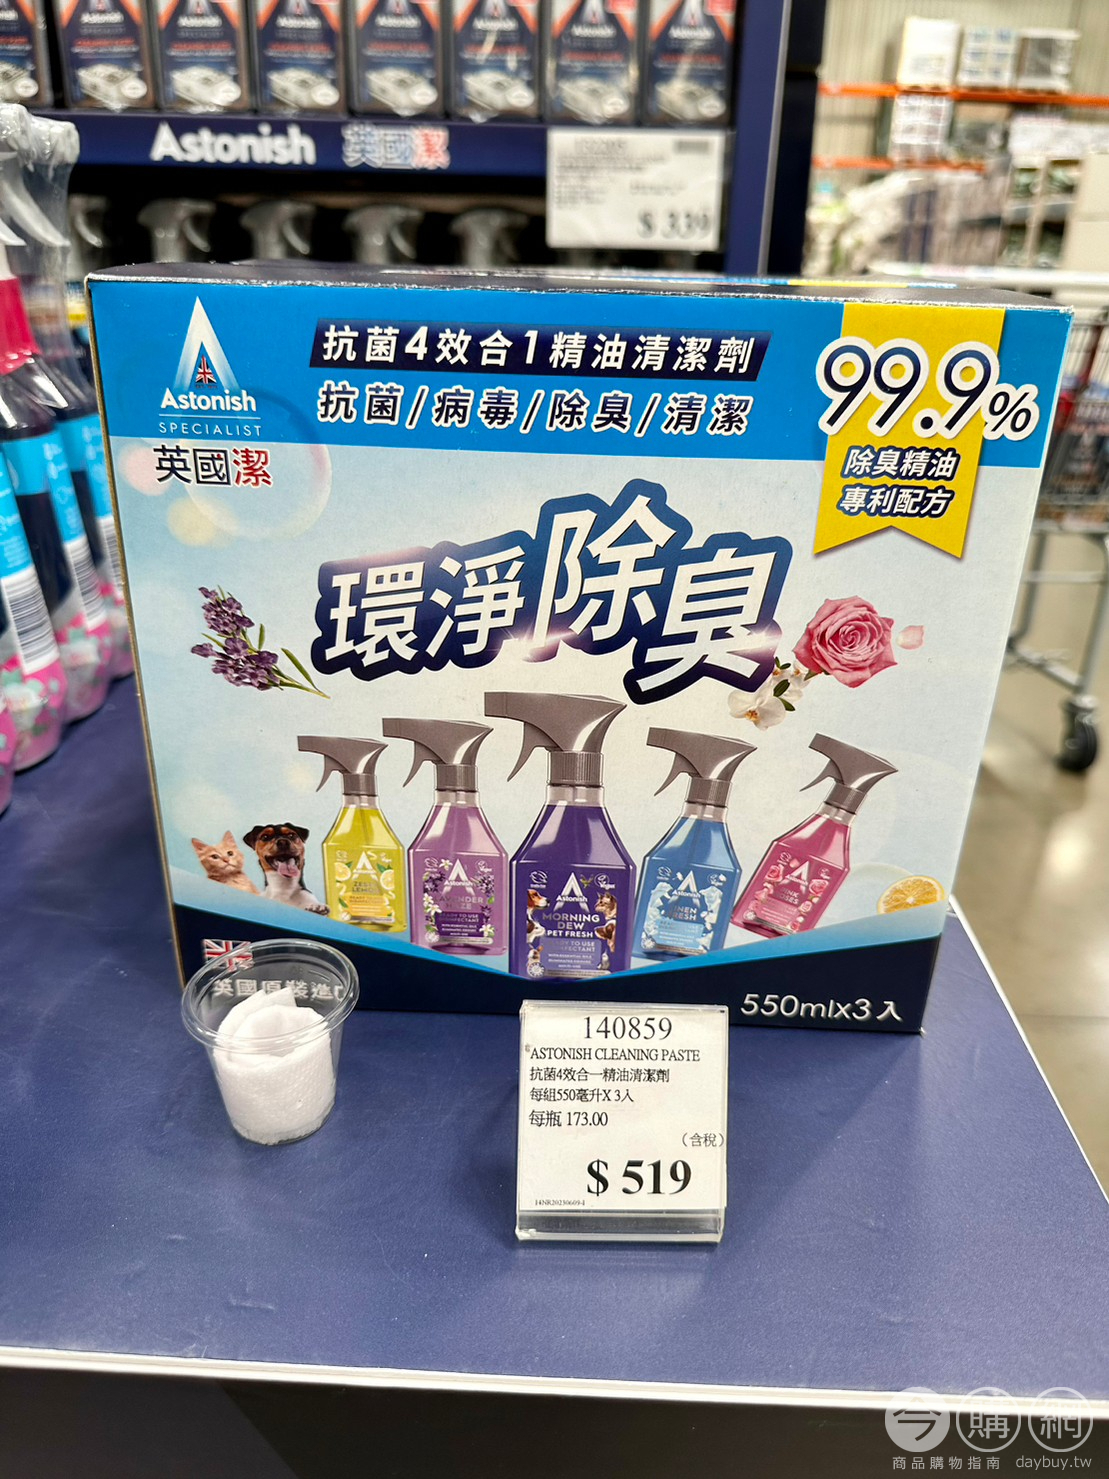 Astonish 英國潔
$ 339
Astonish
SPECIALIST
英國潔
抗菌4效合1精油清潔劑
抗菌/病毒/除臭/清潔
99.9%
除臭精油
專利配方
環淨除臭
Astonish
MORNING
DEW
PET FRESH
READY TO USE
英國原裝進
550mlx3入
140859
ASTONISH CLEANING PASTE
抗菌4效合一精油清潔劑
每組550毫升X 3入
每瓶 173.00
(含稅)
$ 519
今購網
商品購物指南 daybuy.tw